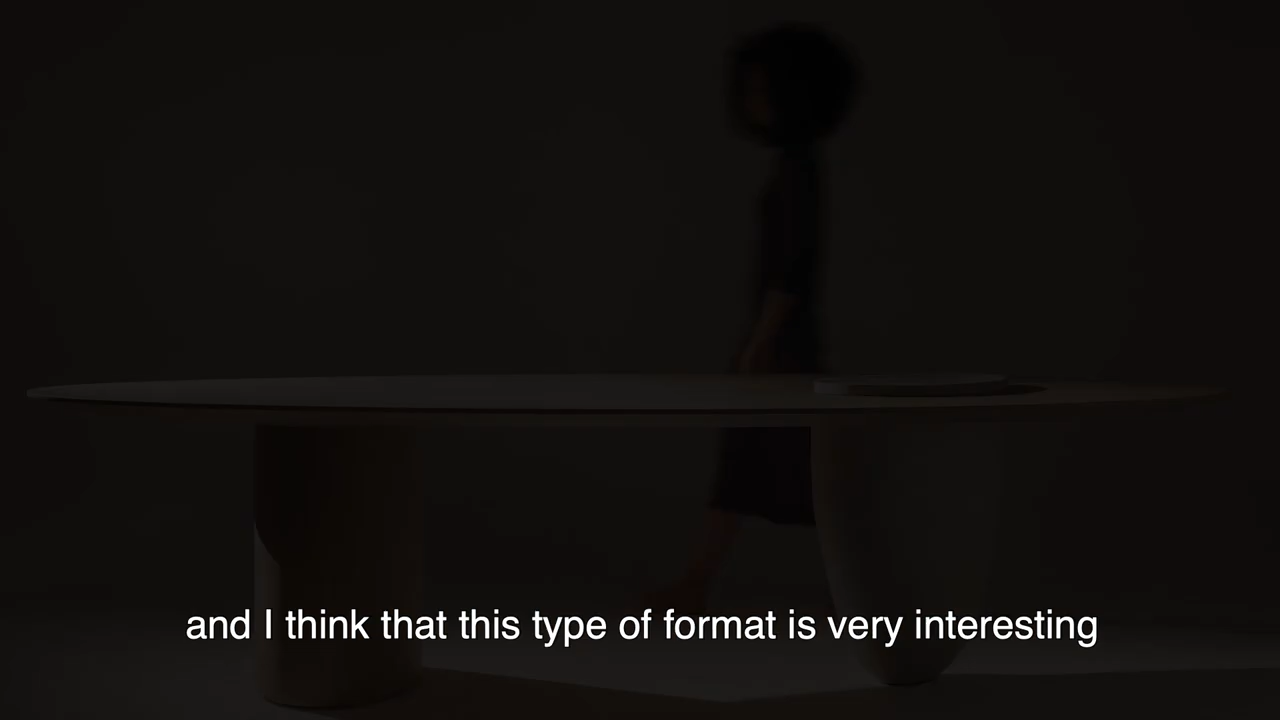 and I think that this type of format is very interesting